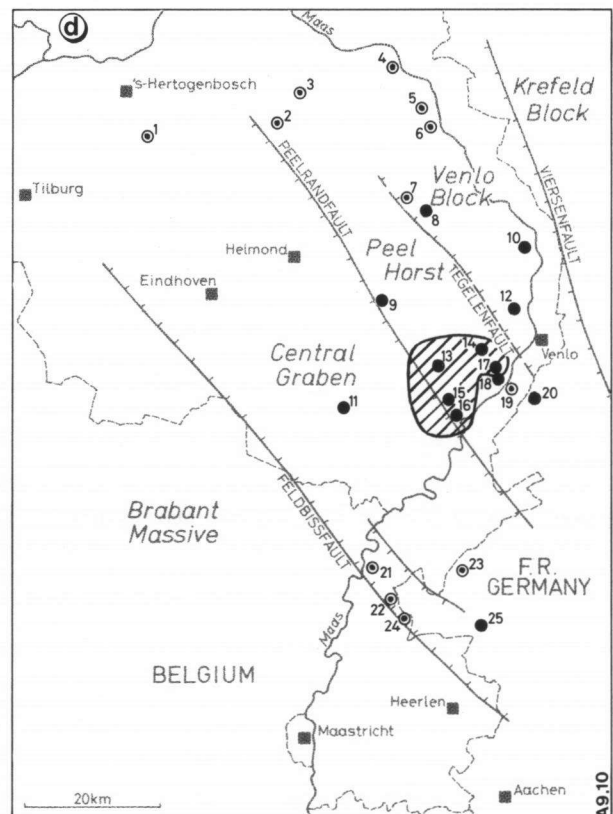 d
Maas
4
's-Hertogenbosch
3
5
Krefeld
Block
2
6
1
PEELRANDFAULT
Venlo
Block
VIERSENFAULT
7
Tilburg
8
Helmond
Peel
Horst
10
TEGELENFAULT
Eindhoven
9
12
Central
Graben
14
Venlo
13
17
18
19
20
11
15
16
FELDBISSFAULT
Brabant
Massive
21
23
F.R.
GERMANY
22
24
25
Maas
BELGIUM
Heerlen
Maastricht
20km
Aachen
A9.10